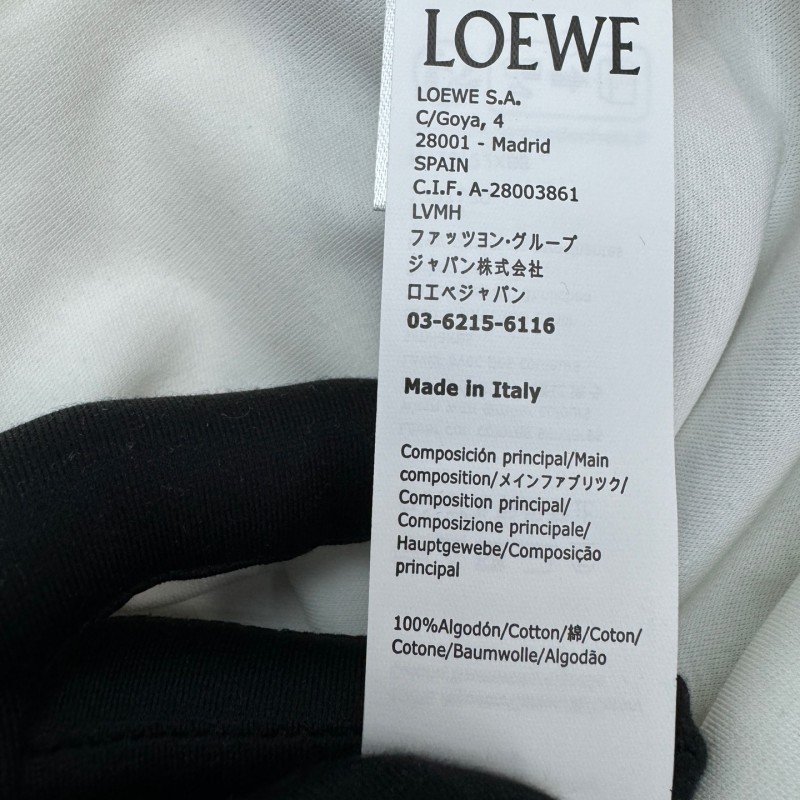 LOEWE
LOEWE S.A.
C/Goya, 4
28001 - Madrid
SPAIN
C.I.F. A-28003861
LVMH
ファッツヨン・グループ
ジャパン株式会社
ロエベジャパン
03-6215-6116
Made in Italy
Composición principal/Main
composition/メインファブリツク/
Composition principal/
Composizione principale/
Hauptgewebe/Composição
principal
100%Algodón/Cotton/綿/Coton/
Cotone/Baumwolle/Algodão